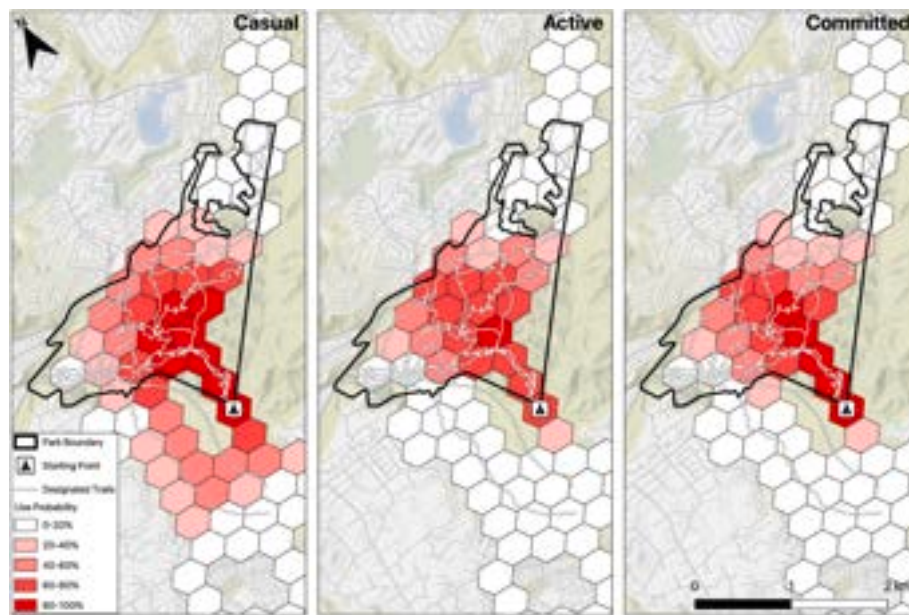 Casual
Active
Committed
Park Boundary
Starting Point
Designated Trails
Use Probability
0-20%
20-40%
40-60%
60-80%
80-100%
0 1 2 km